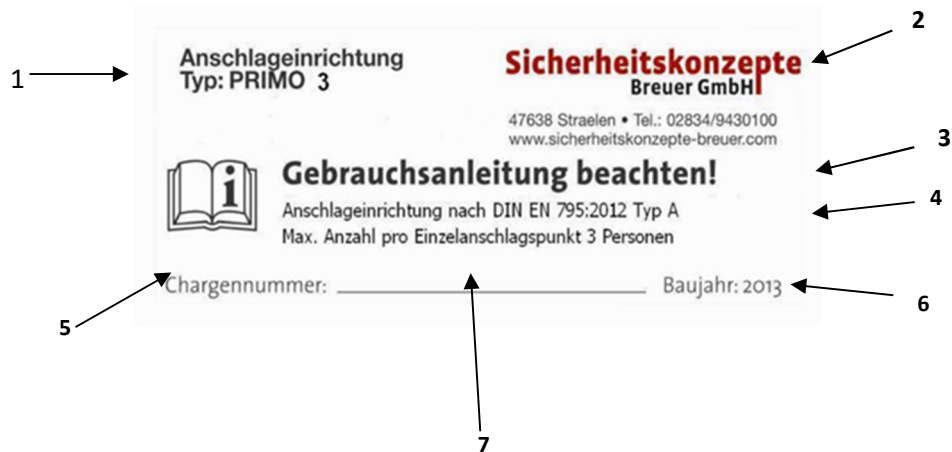 2
Anschlageinrichtung
Typ: PRIMO 3
1
Sicherheitskonzepte
Breuer GmbH
47638 Straelen • Tel.: 02834/9430100
www.sicherheitskonzepte-breuer.com
3
i
Gebrauchsanleitung beachten!
4
Anschlageinrichtung nach DIN EN 795:2012 Typ A
Max. Anzahl pro Einzelanschlagspunkt 3 Personen
Chargennummer: ______________________ Baujahr: 2013
6
5
7